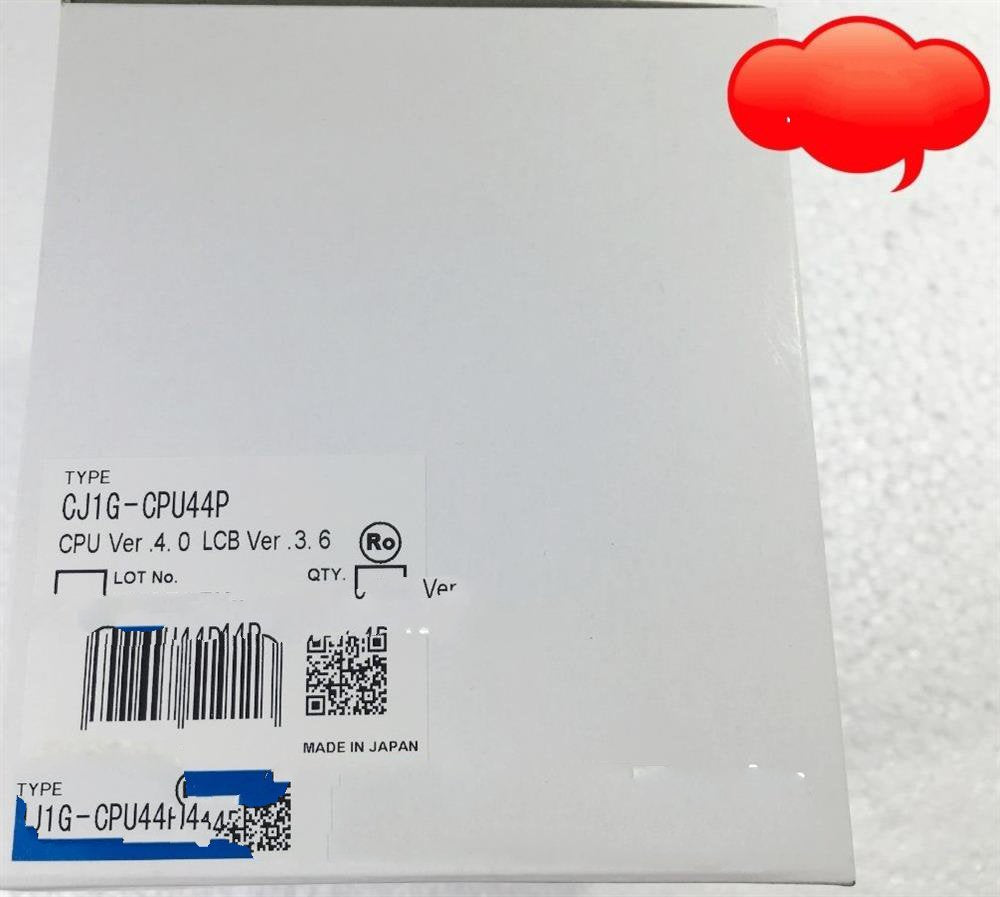 TYPE
CJ1G-CPU44P
CPU Ver .4. 0 LCB Ver .3. 6
Ro
LOT No.
QTY.
Ver
MADE IN JAPAN
TYPE